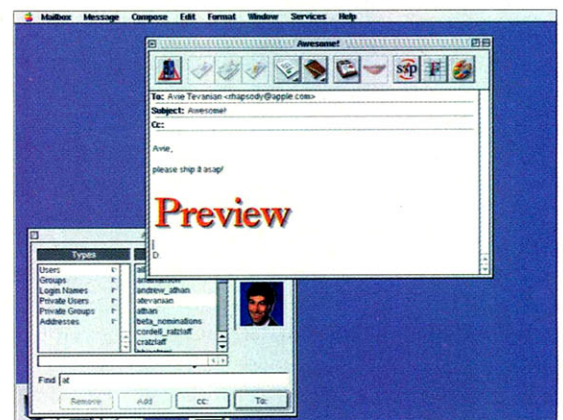 Mailbox Message Compose Edit Format Window Services Help
Awesome!
ssp F
To: Avie Tevanian <rhapsody@apple.com>
Subject: Awesome!
Cc:
Avie,
please ship it asap!
Preview
D.
Types
Users
Groups
Login Names
Private Users
Private Groups
Addresses
andrew_athan
atevanian
athan
beta_nominations
cordell_ratzlaff
cratzlaff
Find at
Remove Add CC: To: